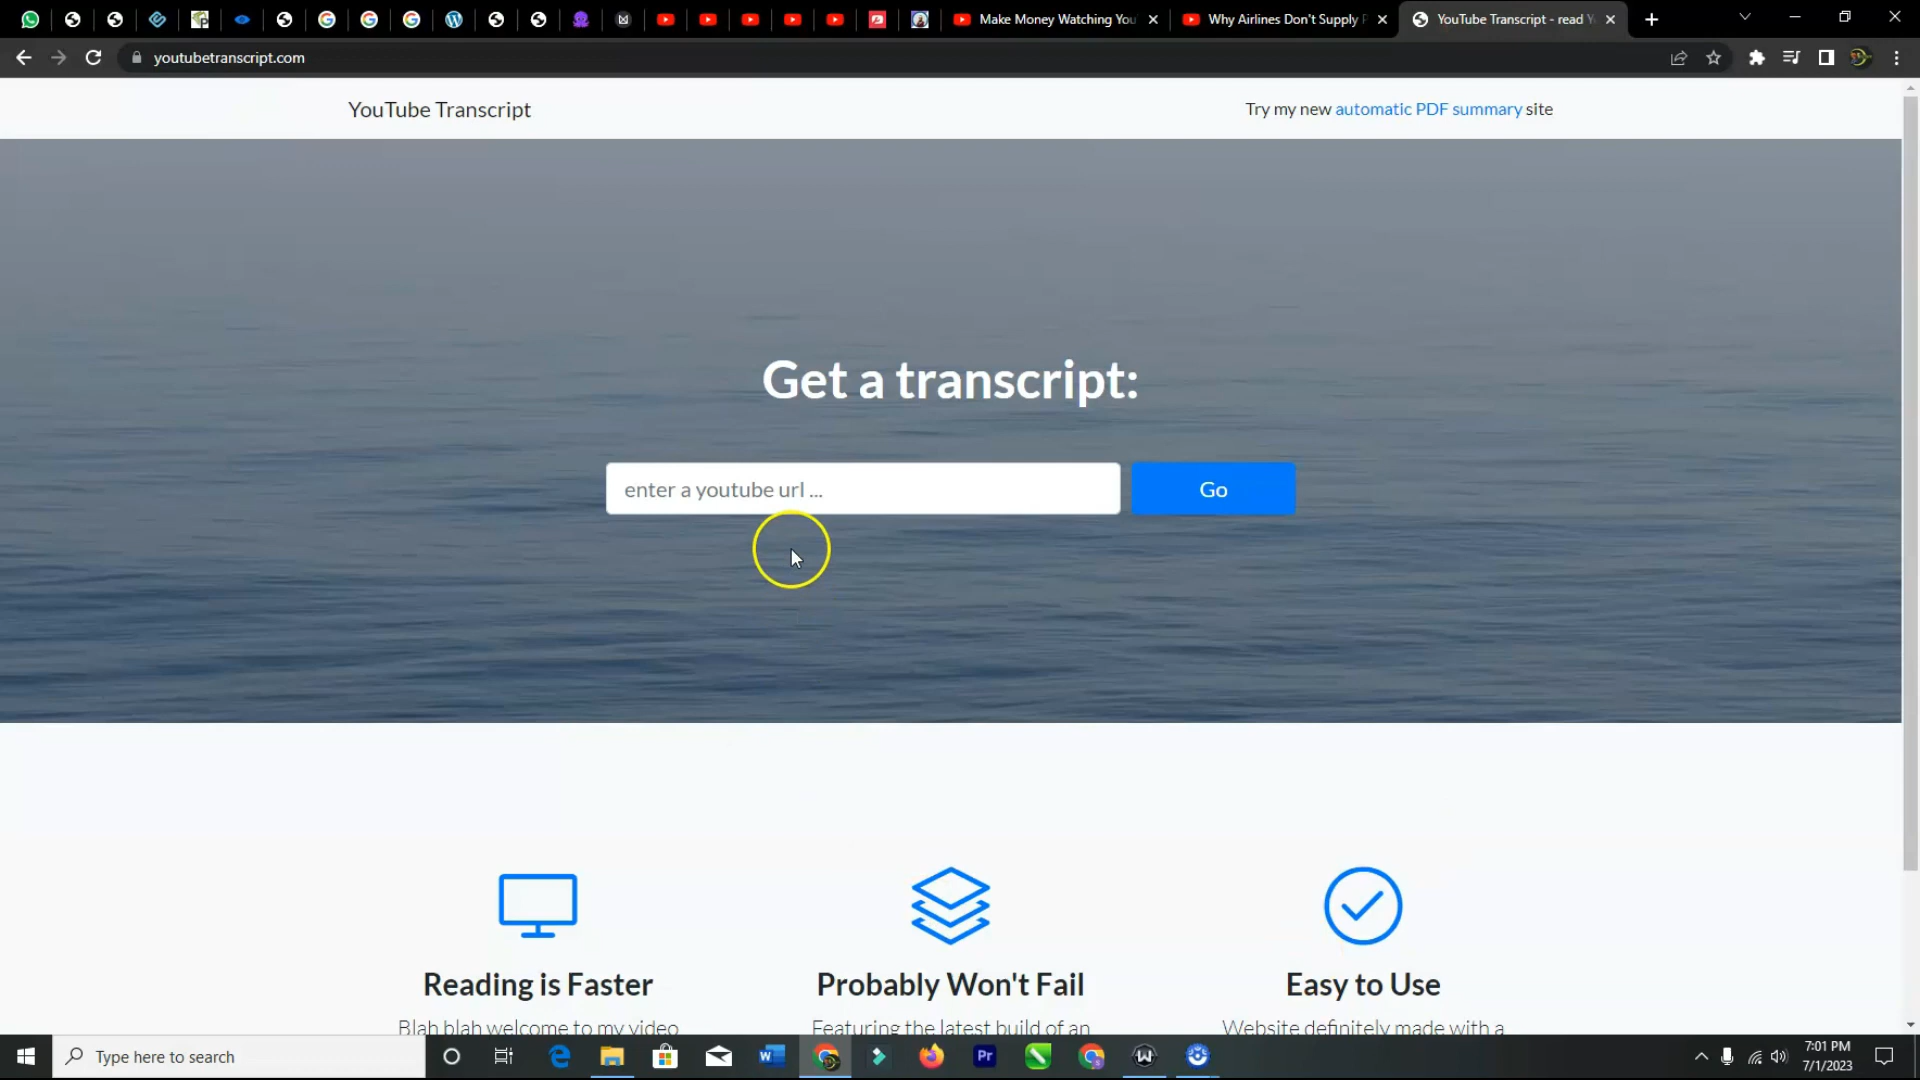 Make Money Watching You
Why Airlines Don't Supply P
YouTube Transcript - read Y
youtubetranscript.com
YouTube Transcript
Try my new automatic PDF summary site
Get a transcript:
enter a youtube url ...
Go
Reading is Faster
Probably Won't Fail
Easy to Use
Blah blah welcome to my video
Featuring the latest build of an
Website definitely made with a
Type here to search
7:01 PM
7/1/2023